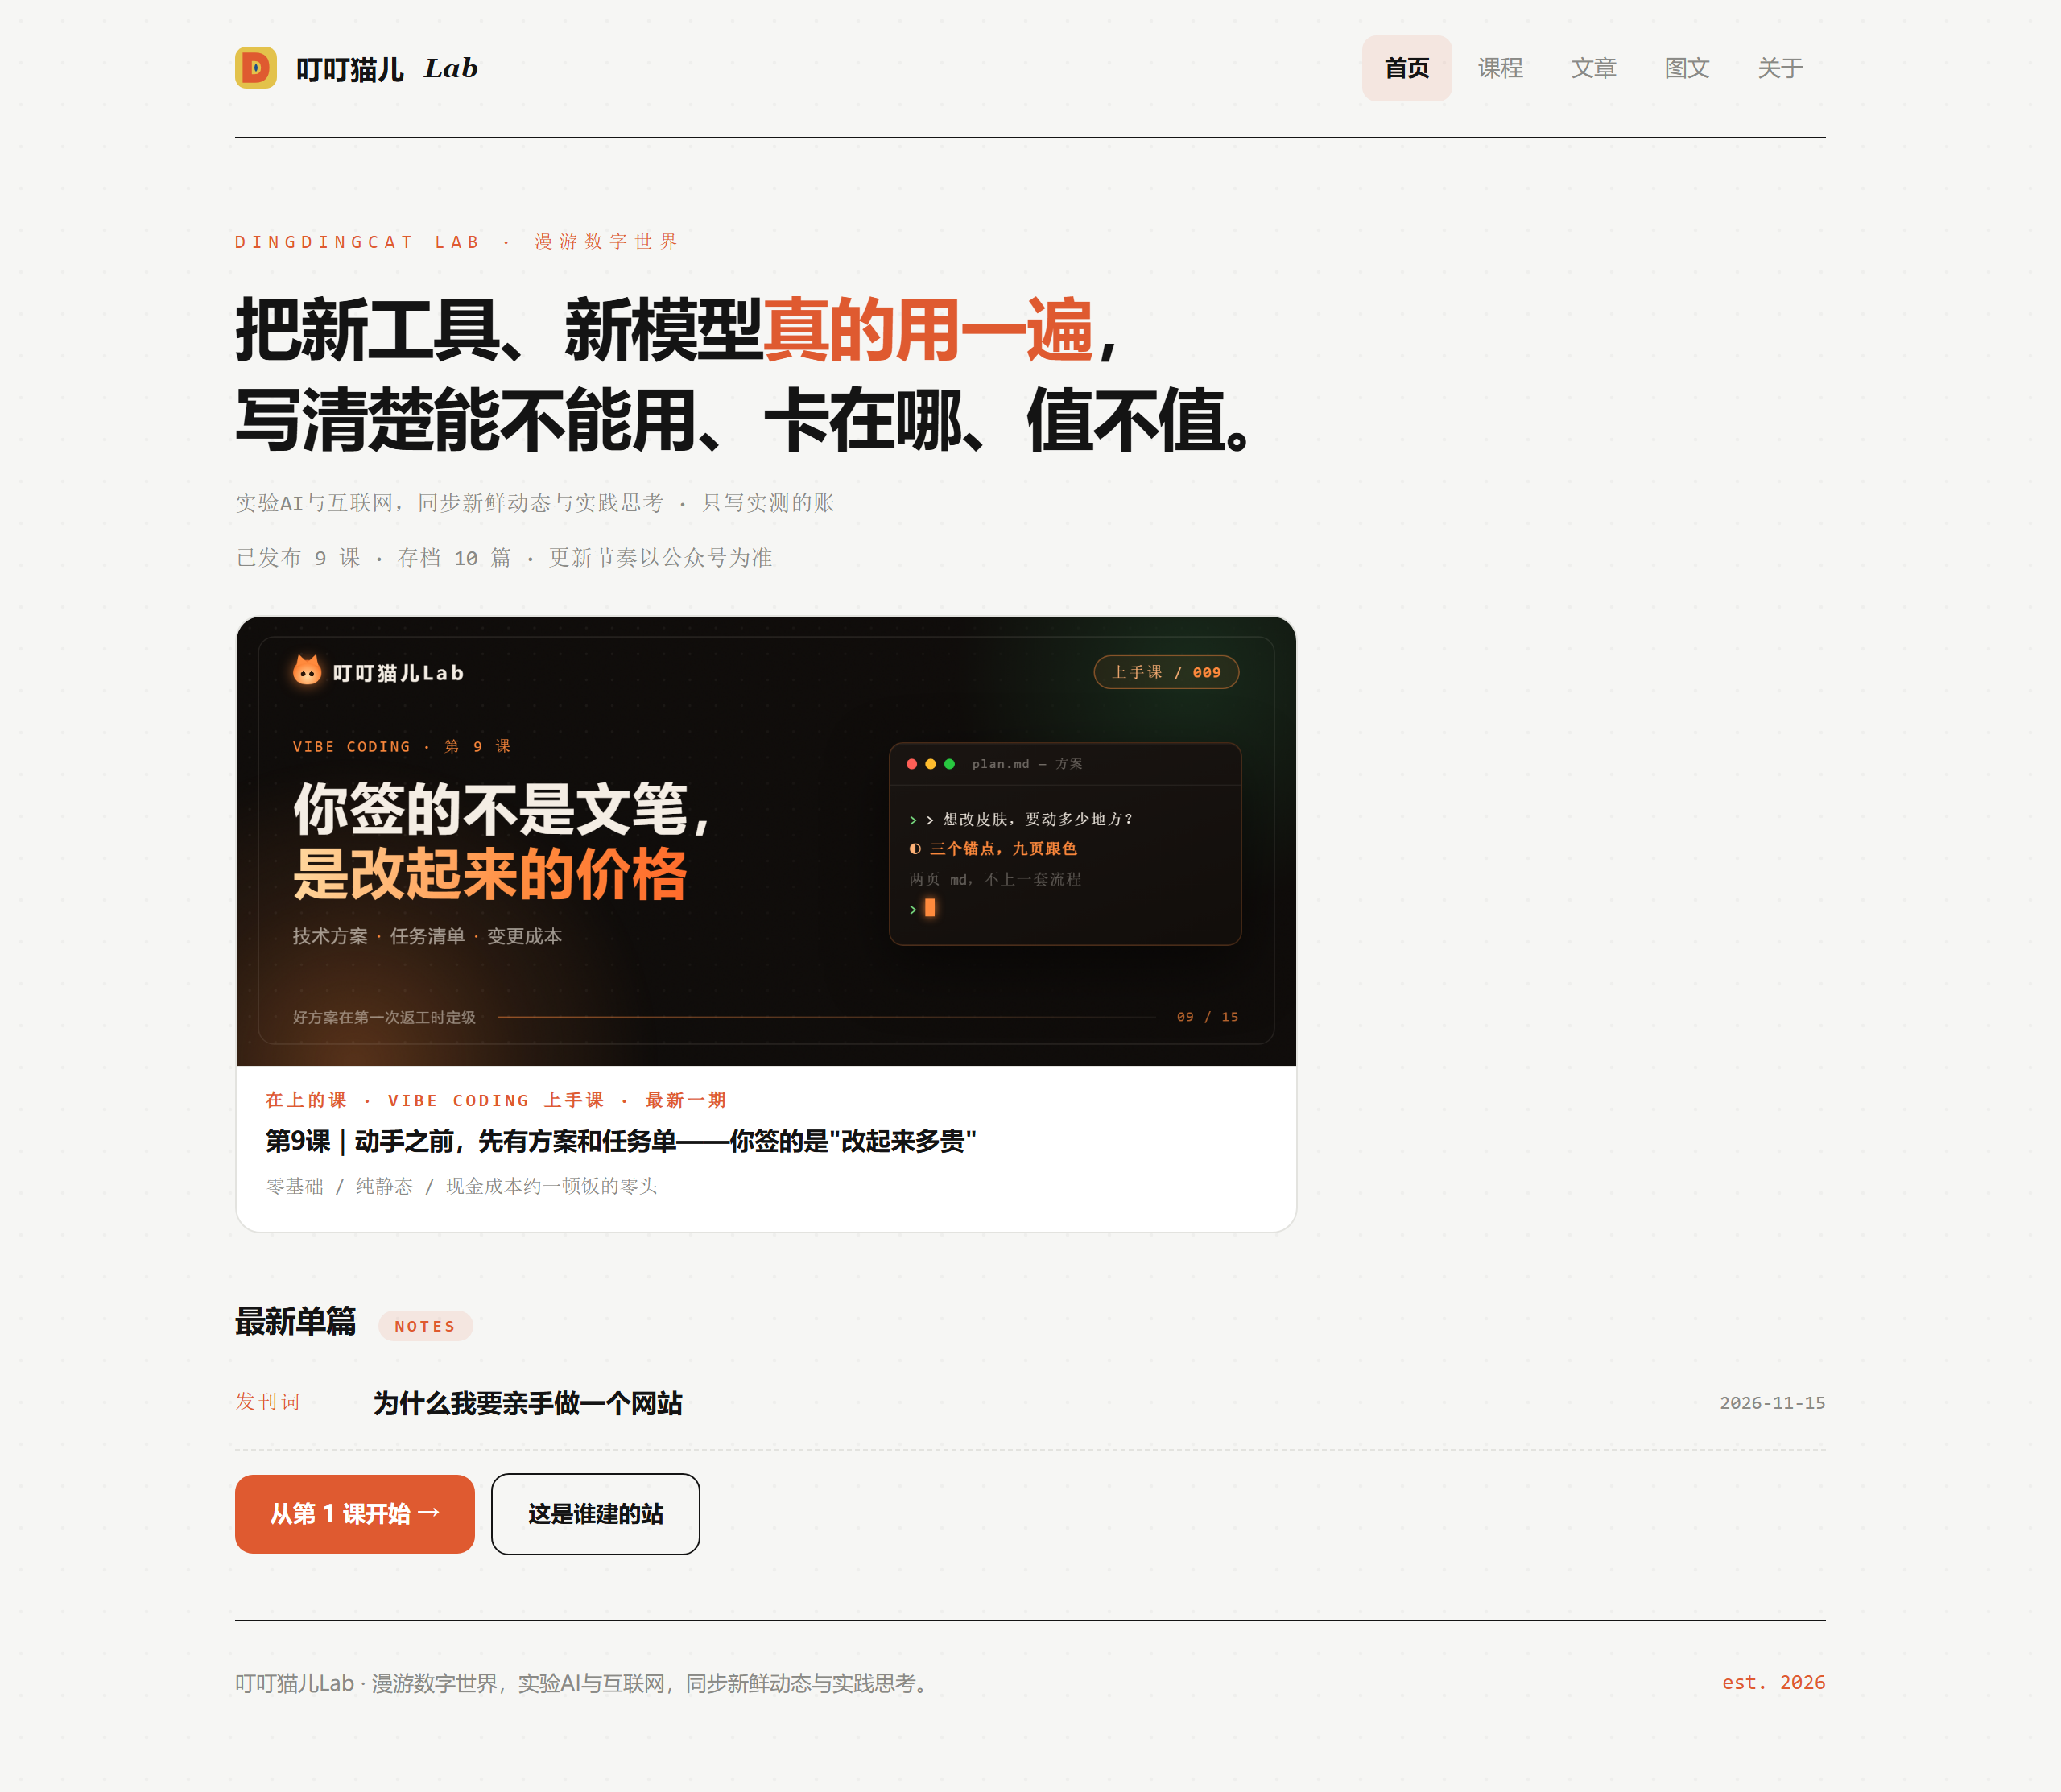 D 叮叮猫儿 Lab
首页 课程 文章 图文 关于
DINGDINGCAT LAB · 漫游数字世界
把新工具、新模型真的用一遍，
写清楚能不能用、卡在哪、值不值。
实验AI与互联网，同步新鲜动态与实践思考 · 只写实测的账
已发布 9 课 · 存档 10 篇 · 更新节奏以公众号为准
叮叮猫儿Lab
上手课 / 009
VIBE CODING · 第 9 课
你签的不是文笔，
是改起来的价格
技术方案 · 任务清单 · 变更成本
plan.md — 方案
> > 想改皮肤，要动多少地方？
◐ 三个锚点，九页跟色
两页 md，不上一套流程
>
好方案在第一次返工时定级
09 / 15
在上的课 · VIBE CODING 上手课 · 最新一期
第9课｜动手之前，先有方案和任务单——你签的是"改起来多贵"
零基础 / 纯静态 / 现金成本约一顿饭的零头
最新单篇 NOTES
发刊词 为什么我要亲手做一个网站 2026-11-15
从第 1 课开始 → 这是谁建的站
叮叮猫儿Lab · 漫游数字世界，实验AI与互联网，同步新鲜动态与实践思考。 est. 2026